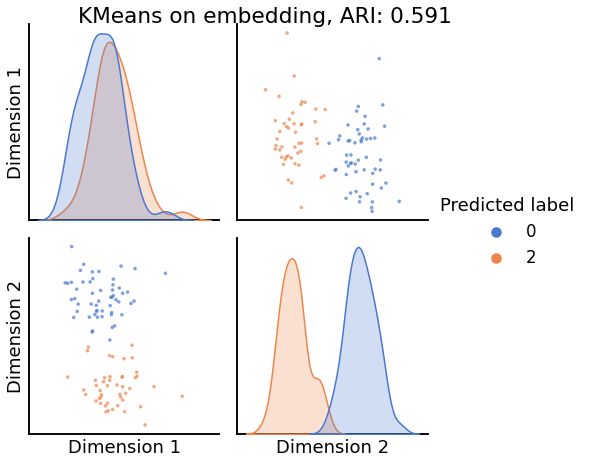 KMeans on embedding, ARI: 0.591
Dimension 1
Predicted label
0
2
Dimension 2
Dimension 1
Dimension 2